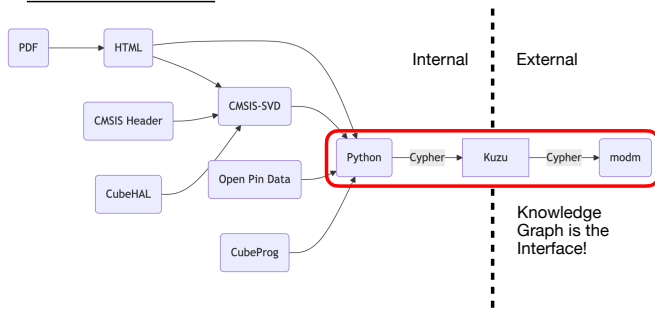 PDF
HTML
Internal
External
CMSIS-SVD
CMSIS Header
Python
Cypher
Kuzu
Cypher
modm
Open Pin Data
CubeHAL
Knowledge
Graph is the
Interface!
CubeProg